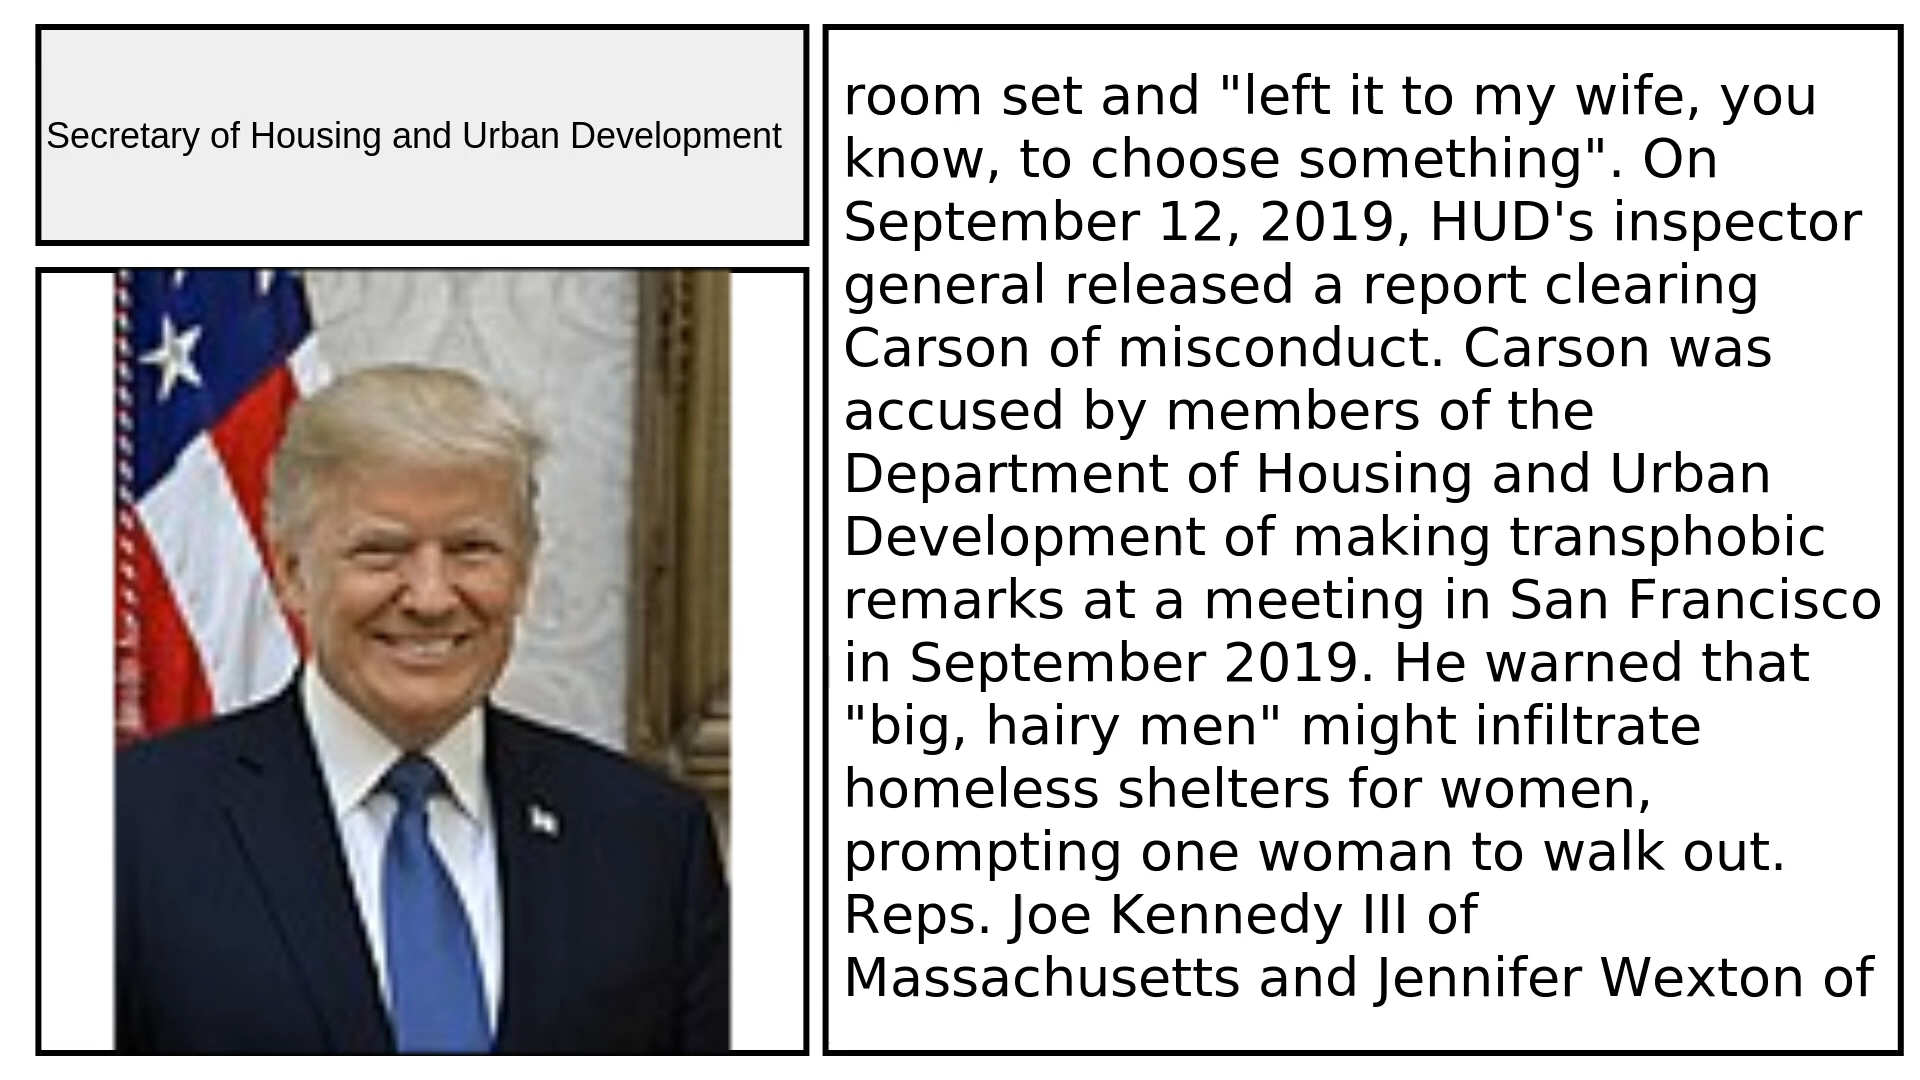 Secretary of Housing and Urban Development
room set and "left it to my wife, you
know, to choose something". On
September 12, 2019, HUD's inspector
general released a report clearing
Carson of misconduct. Carson was
accused by members of the
Department of Housing and Urban
Development of making transphobic
remarks at a meeting in San Francisco
in September 2019. He warned that
"big, hairy men" might infiltrate
homeless shelters for women,
prompting one woman to walk out.
Reps. Joe Kennedy III of
Massachusetts and Jennifer Wexton of